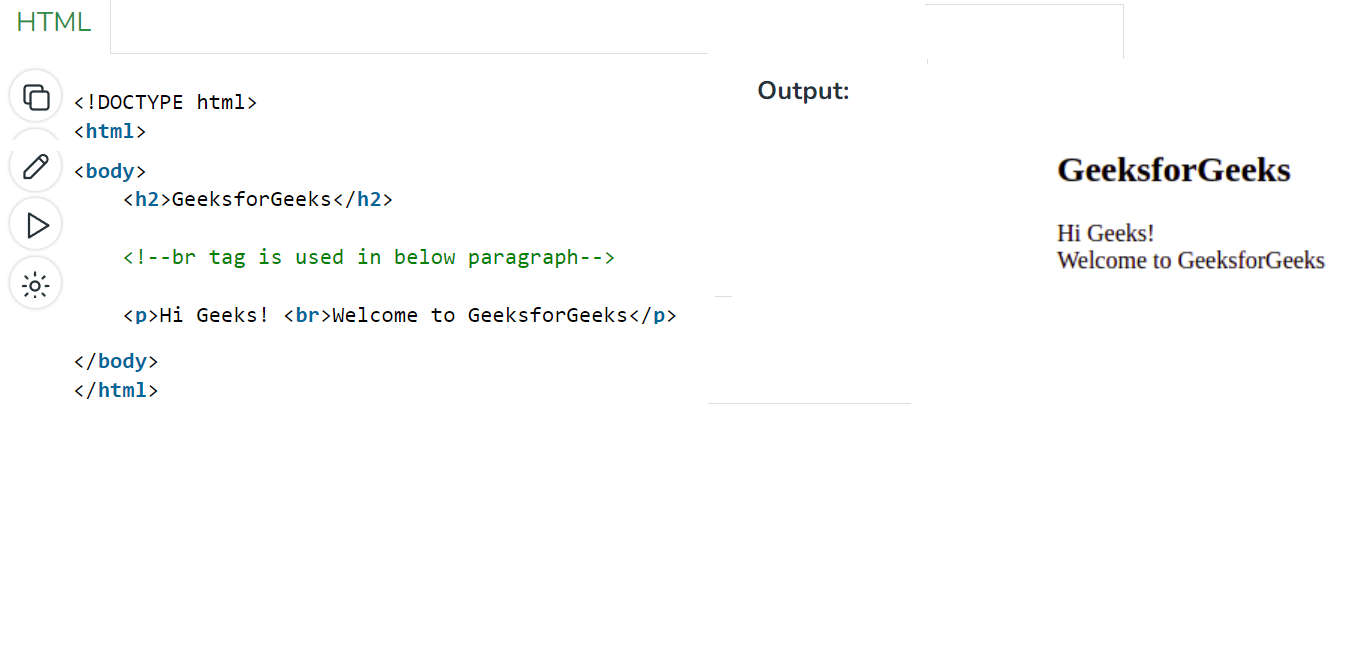 HTML
<!DOCTYPE html>
<html>
<body>
    <h2>GeeksforGeeks</h2>
    <!--br tag is used in below paragraph-->
    <p>Hi Geeks! <br>Welcome to GeeksforGeeks</p>
</body>
</html>
Output:
GeeksforGeeks
Hi Geeks!
Welcome to GeeksforGeeks